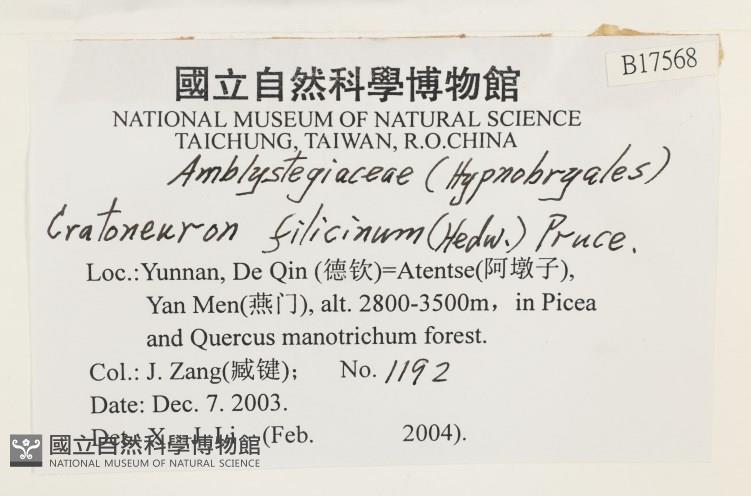 B17568
國立自然科學博物館
NATIONAL MUSEUM OF NATURAL SCIENCE
TAICHUNG, TAIWAN, R.O.CHINA
Amblystegiaceae (Hypnobryales)
Cratoneuron filicinum (Hedw.) Pruce.
Loc.:Yunnan, De Qin (德钦)=Atentse(阿墩子),
Yan Men(燕门), alt. 2800-3500m, in Picea
and Quercus manotrichum forest.
Col.: J. Zang(臧键); No. 1192
Date: Dec. 7. 2003.
Det.: X. J. Li (Feb. 2004).
國立自然科學博物館
NATIONAL MUSEUM OF NATURAL SCIENCE